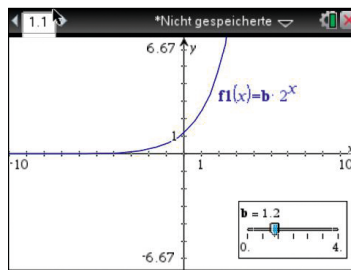 1.1 *Nicht gespeicherte
6.67 y
f1(x)=b·2^x
1
-10 1 10
x
b = 1.2
0. 4.
-6.67